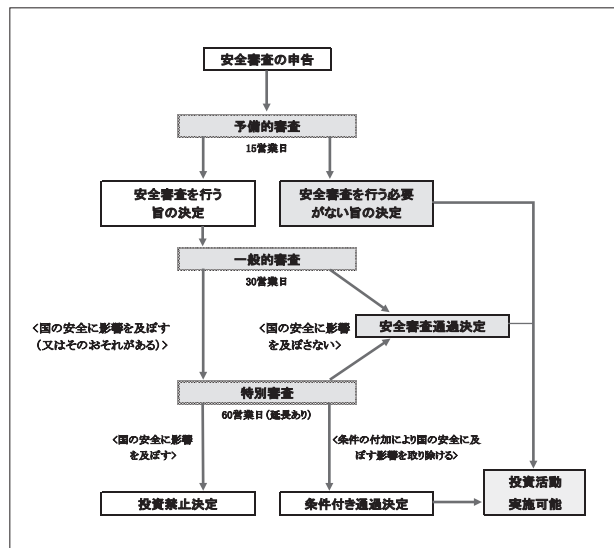 安全審査の申告
予備的審査
15営業日
安全審査を行う
旨の決定
安全審査を行う必要
がない旨の決定
一般的審査
30営業日
<国の安全に影響を及ぼす
(又はそのおそれがある)>
<国の安全に影響
を及ぼさない>
安全審査通過決定
特別審査
60営業日(延長あり)
<国の安全に影響
を及ぼす>
<条件の付加により国の安全に及
ぼす影響を取り除ける>
投資禁止決定
条件付き通過決定
投資活動
実施可能